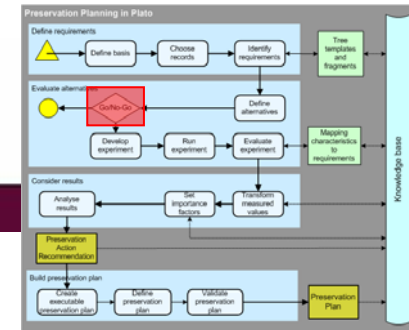 Preservation Planning in Plato
Define requirements
Define basis
Choose
records
Identify
requirements
Tree
templates
and
fragments
Evaluate alternatives
Go/No-Go
Define
alternatives
Develop
experiment
Run
experiment
Evaluate
experiment
Mapping
characteristics
to
requirements
Knowledge base
Consider results
Analyse
results
Set
importance
factors
Transform
measured
values
Preservation
Action
Recommendation
Build preservation plan
Create
executable
preservation plan
Define
preservation
plan
Validate
preservation
plan
Preservation
Plan